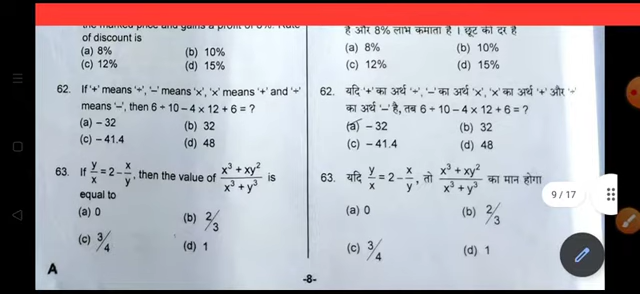 of discount is
(a) 8% (b) 10%
(c) 12% (d) 15%
62. If '+' means '÷', '–' means 'x', 'x' means '+' and '÷'
means '–', then 6 ÷ 10 – 4 x 12 + 6 = ?
(a) – 32 (b) 32
(c) – 41.4 (d) 48
63. If y/x = 2 – x/y, then the value of (x³ + xy²)/(x³ + y³) is
equal to
(a) 0 (b) 2/3
(c) 3/4 (d) 1
A
है और 8% लाभ कमाता है । छूट की दर है
(a) 8% (b) 10%
(c) 12% (d) 15%
62. यदि '+' का अर्थ '÷', '–' का अर्थ 'x', 'x' का अर्थ '+' और '÷'
का अर्थ '–' है, तब 6 ÷ 10 – 4 x 12 + 6 = ?
(a) – 32 (b) 32
(c) – 41.4 (d) 48
63. यदि y/x = 2 – x/y, तो (x³ + xy²)/(x³ + y³) का मान होगा
(a) 0 (b) 2/3
(c) 3/4 (d) 1
9 / 17
-8-